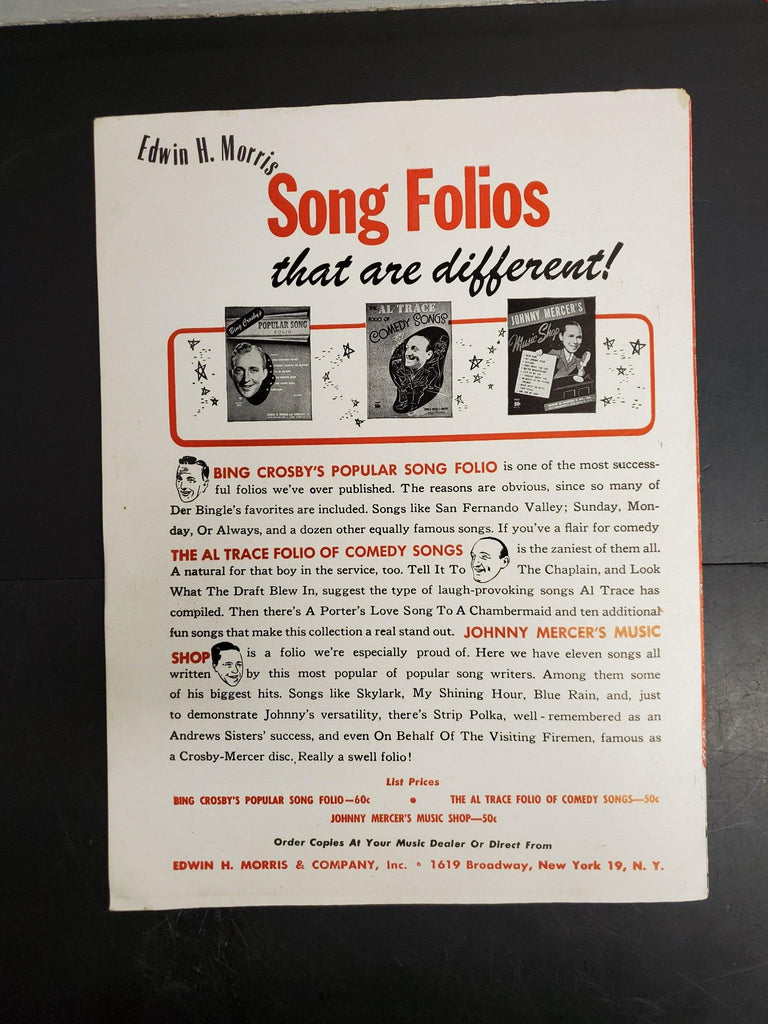 Edwin H. Morris
Song Folios
that are different!
Bing Crosby's
POPULAR SONG
FOLIO
THE AL TRACE
FOLIO OF
COMEDY SONGS
JOHNNY MERCER'S
Music Shop
BING CROSBY'S POPULAR SONG FOLIO is one of the most success-
ful folios we've over published. The reasons are obvious, since so many of
Der Bingle's favorites are included. Songs like San Fernando Valley; Sunday, Mon-
day, Or Always, and a dozen other equally famous songs. If you've a flair for comedy
THE AL TRACE FOLIO OF COMEDY SONGS is the zaniest of them all.
A natural for that boy in the service, too. Tell It To The Chaplain, and Look
What The Draft Blew In, suggest the type of laugh-provoking songs Al Trace has
compiled. Then there's A Porter's Love Song To A Chambermaid and ten additional
fun songs that make this collection a real stand out. JOHNNY MERCER'S MUSIC
SHOP is a folio we're especially proud of. Here we have eleven songs all
written by this most popular of popular song writers. Among them some
of his biggest hits. Songs like Skylark, My Shining Hour, Blue Rain, and, just
to demonstrate Johnny's versatility, there's Strip Polka, well-remembered as an
Andrews Sisters' success, and even On Behalf Of The Visiting Firemen, famous as
a Crosby-Mercer disc. Really a swell folio!
List Prices
BING CROSBY'S POPULAR SONG FOLIO—60c • THE AL TRACE FOLIO OF COMEDY SONGS—50c
JOHNNY MERCER'S MUSIC SHOP—50c
Order Copies At Your Music Dealer Or Direct From
EDWIN H. MORRIS & COMPANY, Inc. • 1619 Broadway, New York 19, N. Y.